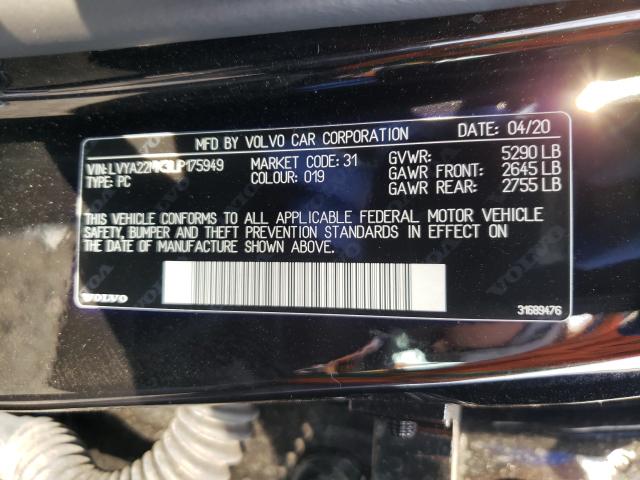 MFD BY VOLVO CAR CORPORATION DATE: 04/20
VIN: LVYA22MK3LP175949 MARKET CODE: 31 GVWR: 5290 LB
TYPE: PC COLOUR: 019 GAWR FRONT: 2645 LB
GAWR REAR: 2755 LB
THIS VEHICLE CONFORMS TO ALL APPLICABLE FEDERAL MOTOR VEHICLE
SAFETY, BUMPER AND THEFT PREVENTION STANDARDS IN EFFECT ON
THE DATE OF MANUFACTURE SHOWN ABOVE.
VOLVO 31689476